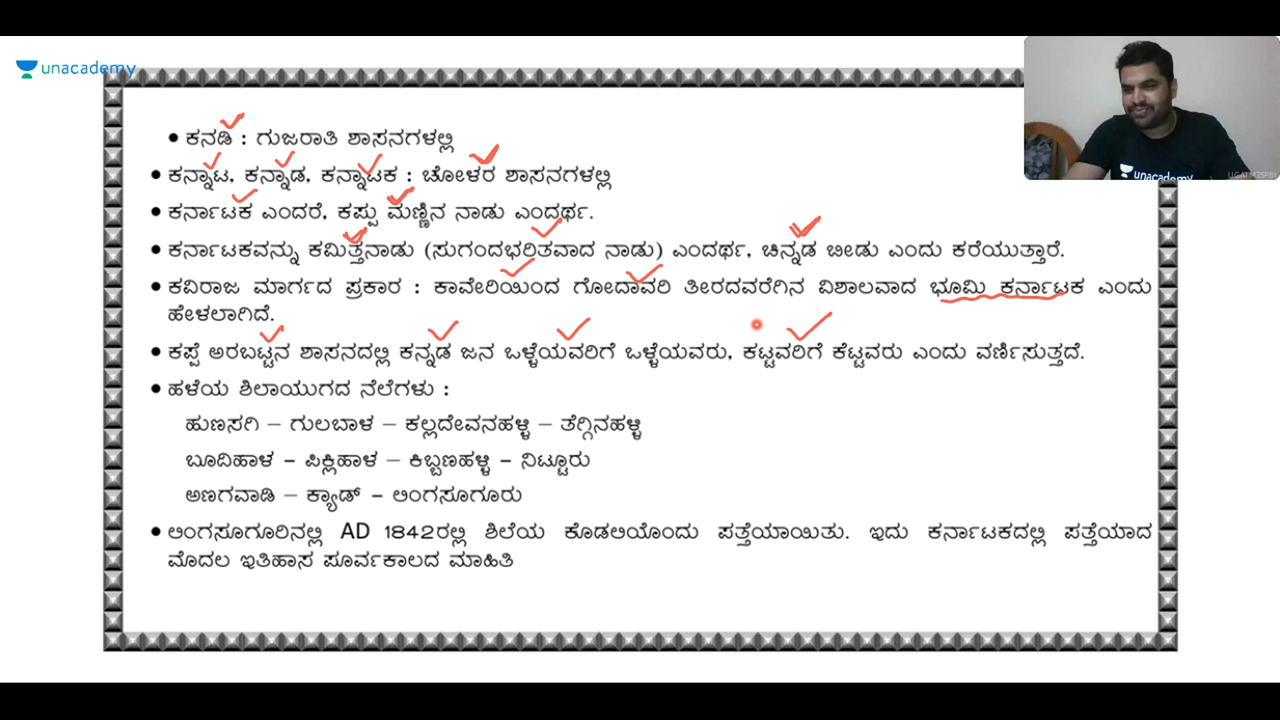 unacademy
• ಕನಡಿ : ಗುಜರಾತಿ ಶಾಸನಗಳಲ್ಲಿ
• ಕನ್ನಾಟ, ಕನ್ನಾಡ, ಕನ್ನಾಟಕ : ಚೋಳರ ಶಾಸನಗಳಲ್ಲಿ
• ಕರ್ನಾಟಕ ಎಂದರೆ, ಕಪ್ಪು ಮಣ್ಣಿನ ನಾಡು ಎಂದರ್ಥ.
• ಕರ್ನಾಟಕವನ್ನು ಕಮಿತ್ತನಾಡು (ಸುಗಂದಭರಿತವಾದ ನಾಡು) ಎಂದರ್ಥ, ಚಿನ್ನಡ ಬೀಡು ಎಂದು ಕರೆಯುತ್ತಾರೆ.
• ಕವಿರಾಜ ಮಾರ್ಗದ ಪ್ರಕಾರ : ಕಾವೇರಿಯಿಂದ ಗೋದಾವರಿ ತೀರದವರೆಗಿನ ವಿಶಾಲವಾದ ಭೂಮಿ ಕರ್ನಾಟಕ ಎಂದು
ಹೇಳಲಾಗಿದೆ.
• ಕಪ್ಪೆ ಅರಬಟ್ಟನ ಶಾಸನದಲ್ಲಿ ಕನ್ನಡ ಜನ ಒಳ್ಳೆಯವರಿಗೆ ಒಳ್ಳೆಯವರು, ಕಟ್ಟವರಿಗೆ ಕೆಟ್ಟವರು ಎಂದು ವರ್ಣಿಸುತ್ತದೆ.
• ಹಳೆಯ ಶಿಲಾಯುಗದ ನೆಲೆಗಳು :
ಹುಣಸಗಿ – ಗುಲಬಾಳ – ಕಲ್ಲದೇವನಹಳ್ಳಿ – ತೆಗ್ಗಿನಹಳ್ಳಿ
ಬೂದಿಹಾಳ – ಪಿಕ್ಲಿಹಾಳ – ಕಿಬ್ಬಣಹಳ್ಳಿ – ನಿಟ್ಟೂರು
ಅಣಗವಾಡಿ – ಕ್ಯಾಡ್ – ಲಿಂಗಸೂಗೂರು
• ಲಿಂಗಸೂಗೂರಿನಲ್ಲಿ AD 1842ರಲ್ಲಿ ಶಿಲೆಯ ಕೊಡಲಿಯೊಂದು ಪತ್ತೆಯಾಯಿತು. ಇದು ಕರ್ನಾಟಕದಲ್ಲಿ ಪತ್ತೆಯಾದ
ಮೊದಲ ಇತಿಹಾಸ ಪೂರ್ವಕಾಲದ ಮಾಹಿತಿ
unacademy